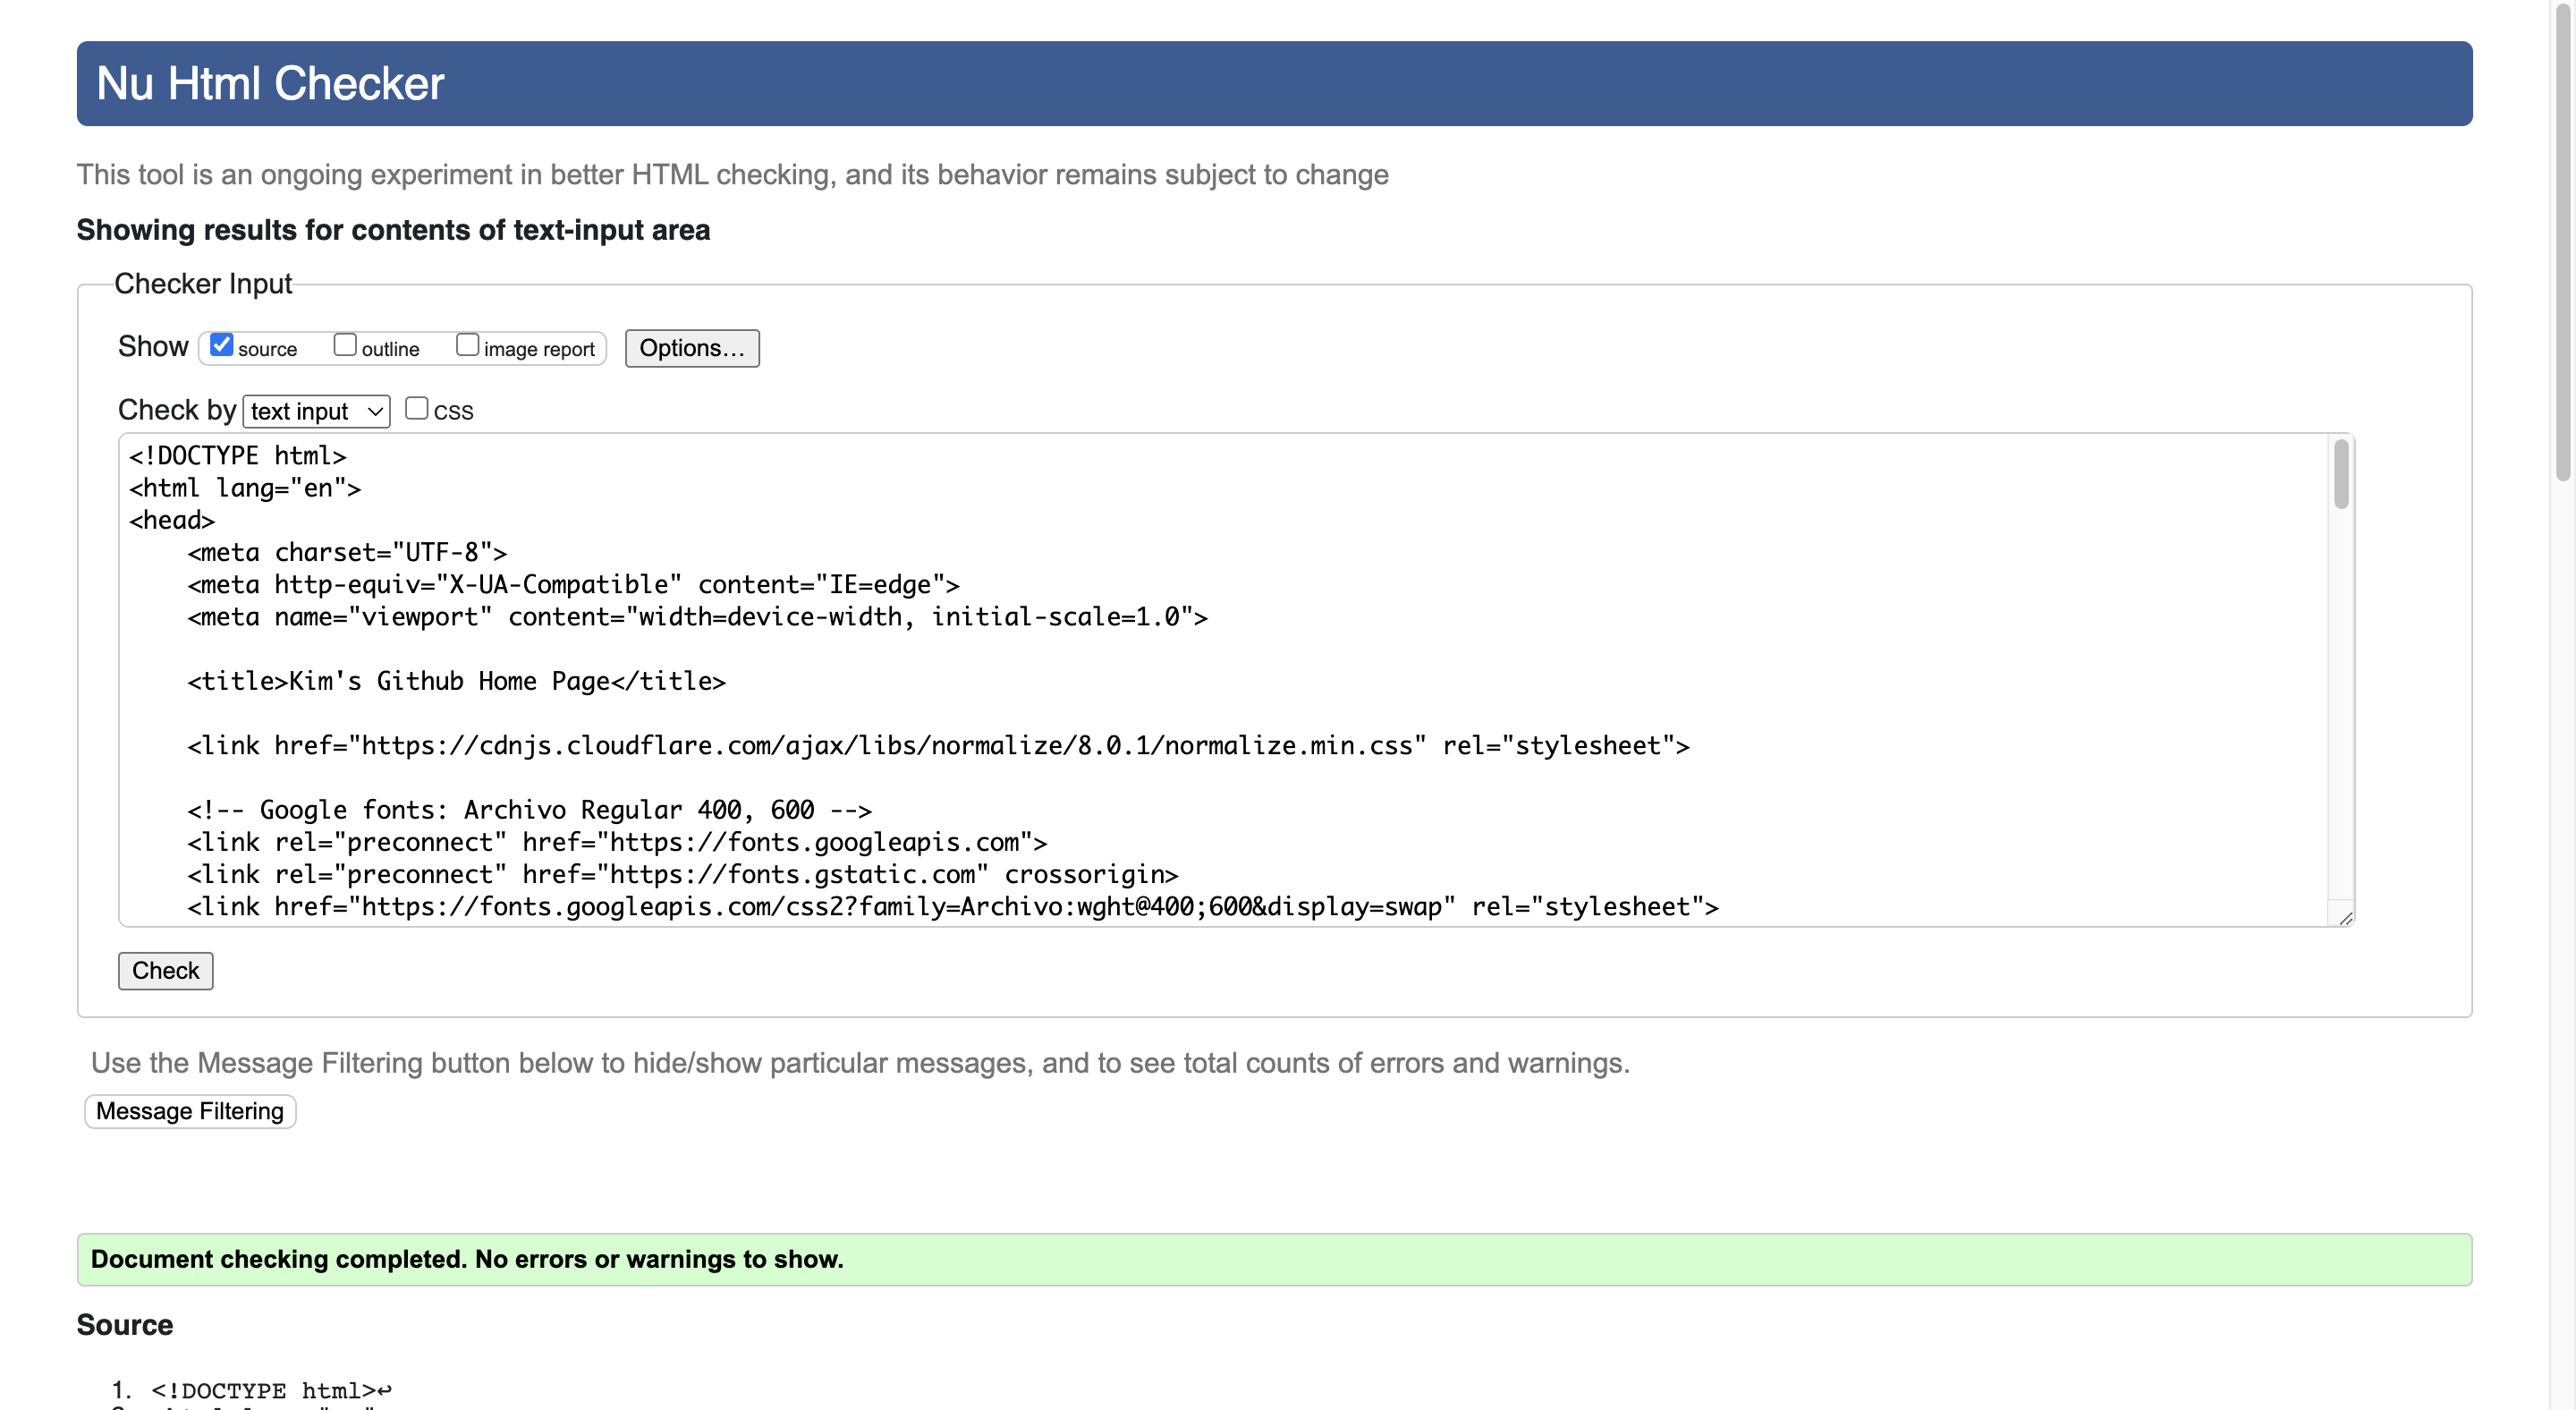 Nu Html Checker
This tool is an ongoing experiment in better HTML checking, and its behavior remains subject to change
Showing results for contents of text-input area
Checker Input
Show source outline image report Options...
Check by text input CSS
<!DOCTYPE html>
<html lang="en">
<head>
    <meta charset="UTF-8">
    <meta http-equiv="X-UA-Compatible" content="IE=edge">
    <meta name="viewport" content="width=device-width, initial-scale=1.0">
    <title>Kim's Github Home Page</title>
    <link href="https://cdnjs.cloudflare.com/ajax/libs/normalize/8.0.1/normalize.min.css" rel="stylesheet">
    <!-- Google fonts: Archivo Regular 400, 600 -->
    <link rel="preconnect" href="https://fonts.googleapis.com">
    <link rel="preconnect" href="https://fonts.gstatic.com" crossorigin>
    <link href="https://fonts.googleapis.com/css2?family=Archivo:wght@400;600&display=swap" rel="stylesheet">
Check
Use the Message Filtering button below to hide/show particular messages, and to see total counts of errors and warnings.
Message Filtering
Document checking completed. No errors or warnings to show.
Source
1. <!DOCTYPE html>↩